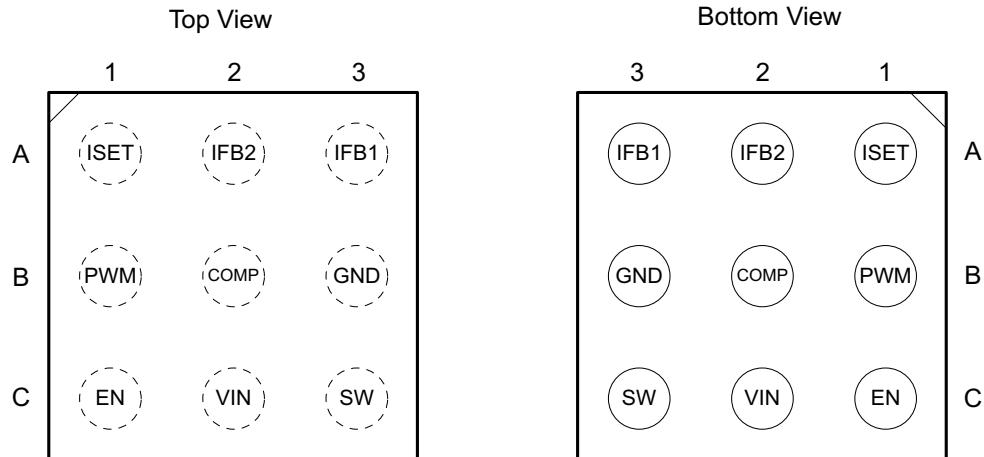 Top View
1 2 3
A ISET IFB2 IFB1
B PWM COMP GND
C EN VIN SW
Bottom View
3 2 1
IFB1 IFB2 ISET A
GND COMP PWM B
SW VIN EN C